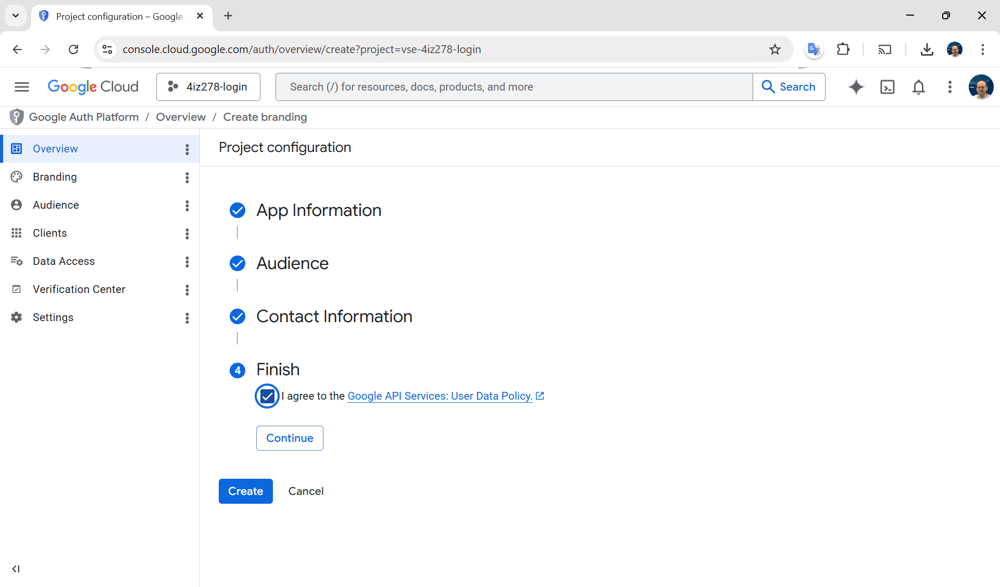 Project configuration – Google
console.cloud.google.com/auth/overview/create?project=vse-4iz278-login
Google Cloud
4iz278-login
Search (/) for resources, docs, products, and more
Search
Google Auth Platform / Overview / Create branding
Overview
Branding
Audience
Clients
Data Access
Verification Center
Settings
Project configuration
App Information
Audience
Contact Information
4 Finish
I agree to the Google API Services: User Data Policy.
Continue
Create Cancel